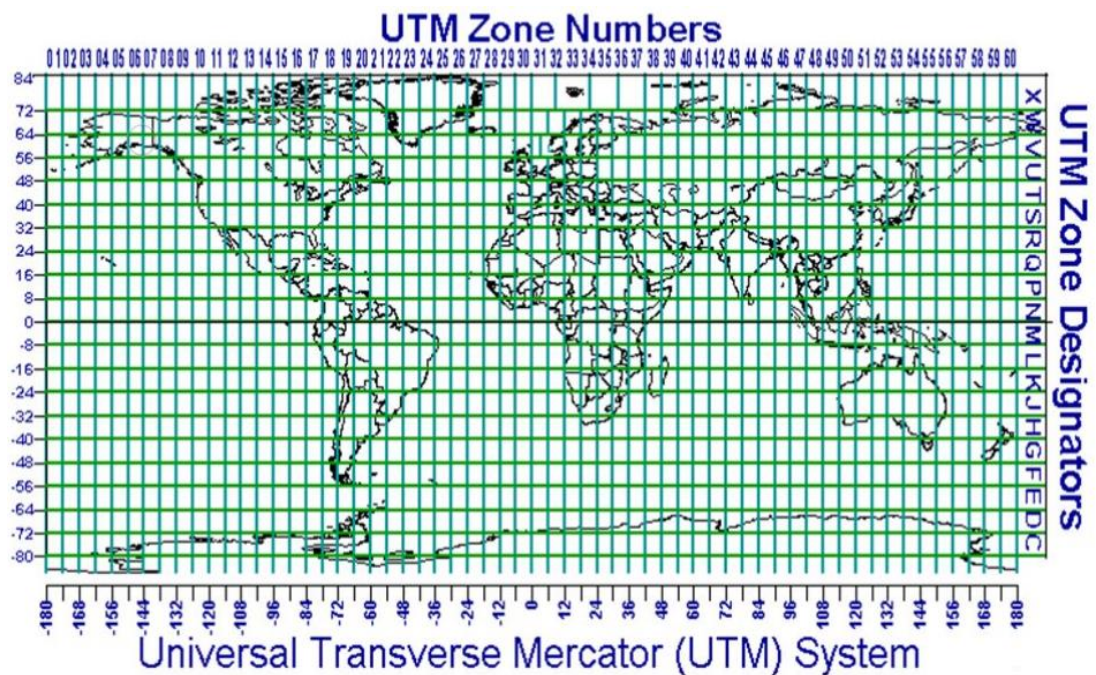 UTM Zone Numbers
01 02 03 04 05 06 07 08 09 10 11 12 13 14 15 16 17 18 19 20 21 22 23 24 25 26 27 28 29 30 31 32 33 34 35 36 37 38 39 40 41 42 43 44 45 46 47 48 49 50 51 52 53 54 55 56 57 58 59 60
84
72
64
56
48
40
32
24
16
8
0
-8
-16
-24
-32
-40
-48
-56
-64
-72
-80
X
W
V
U
T
S
R
Q
P
N
M
L
K
J
H
G
F
E
D
C
UTM Zone Designators
-180 -168 -156 -144 -132 -120 -108 -96 -84 -72 -60 -48 -36 -24 -12 0 12 24 36 48 60 72 84 96 108 120 132 144 156 168 180
Universal Transverse Mercator (UTM) System